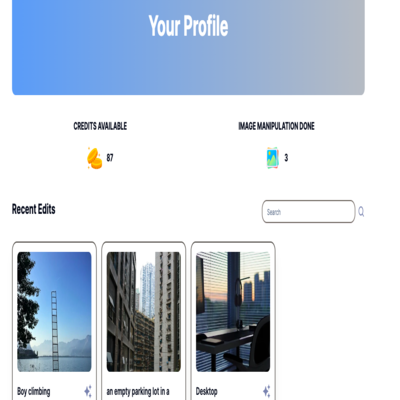 Your Profile
CREDITS AVAILABLE
IMAGE MANIPULATION DONE
87
3
Recent Edits
Search
Boy climbing
an empty parking lot in a
Desktop